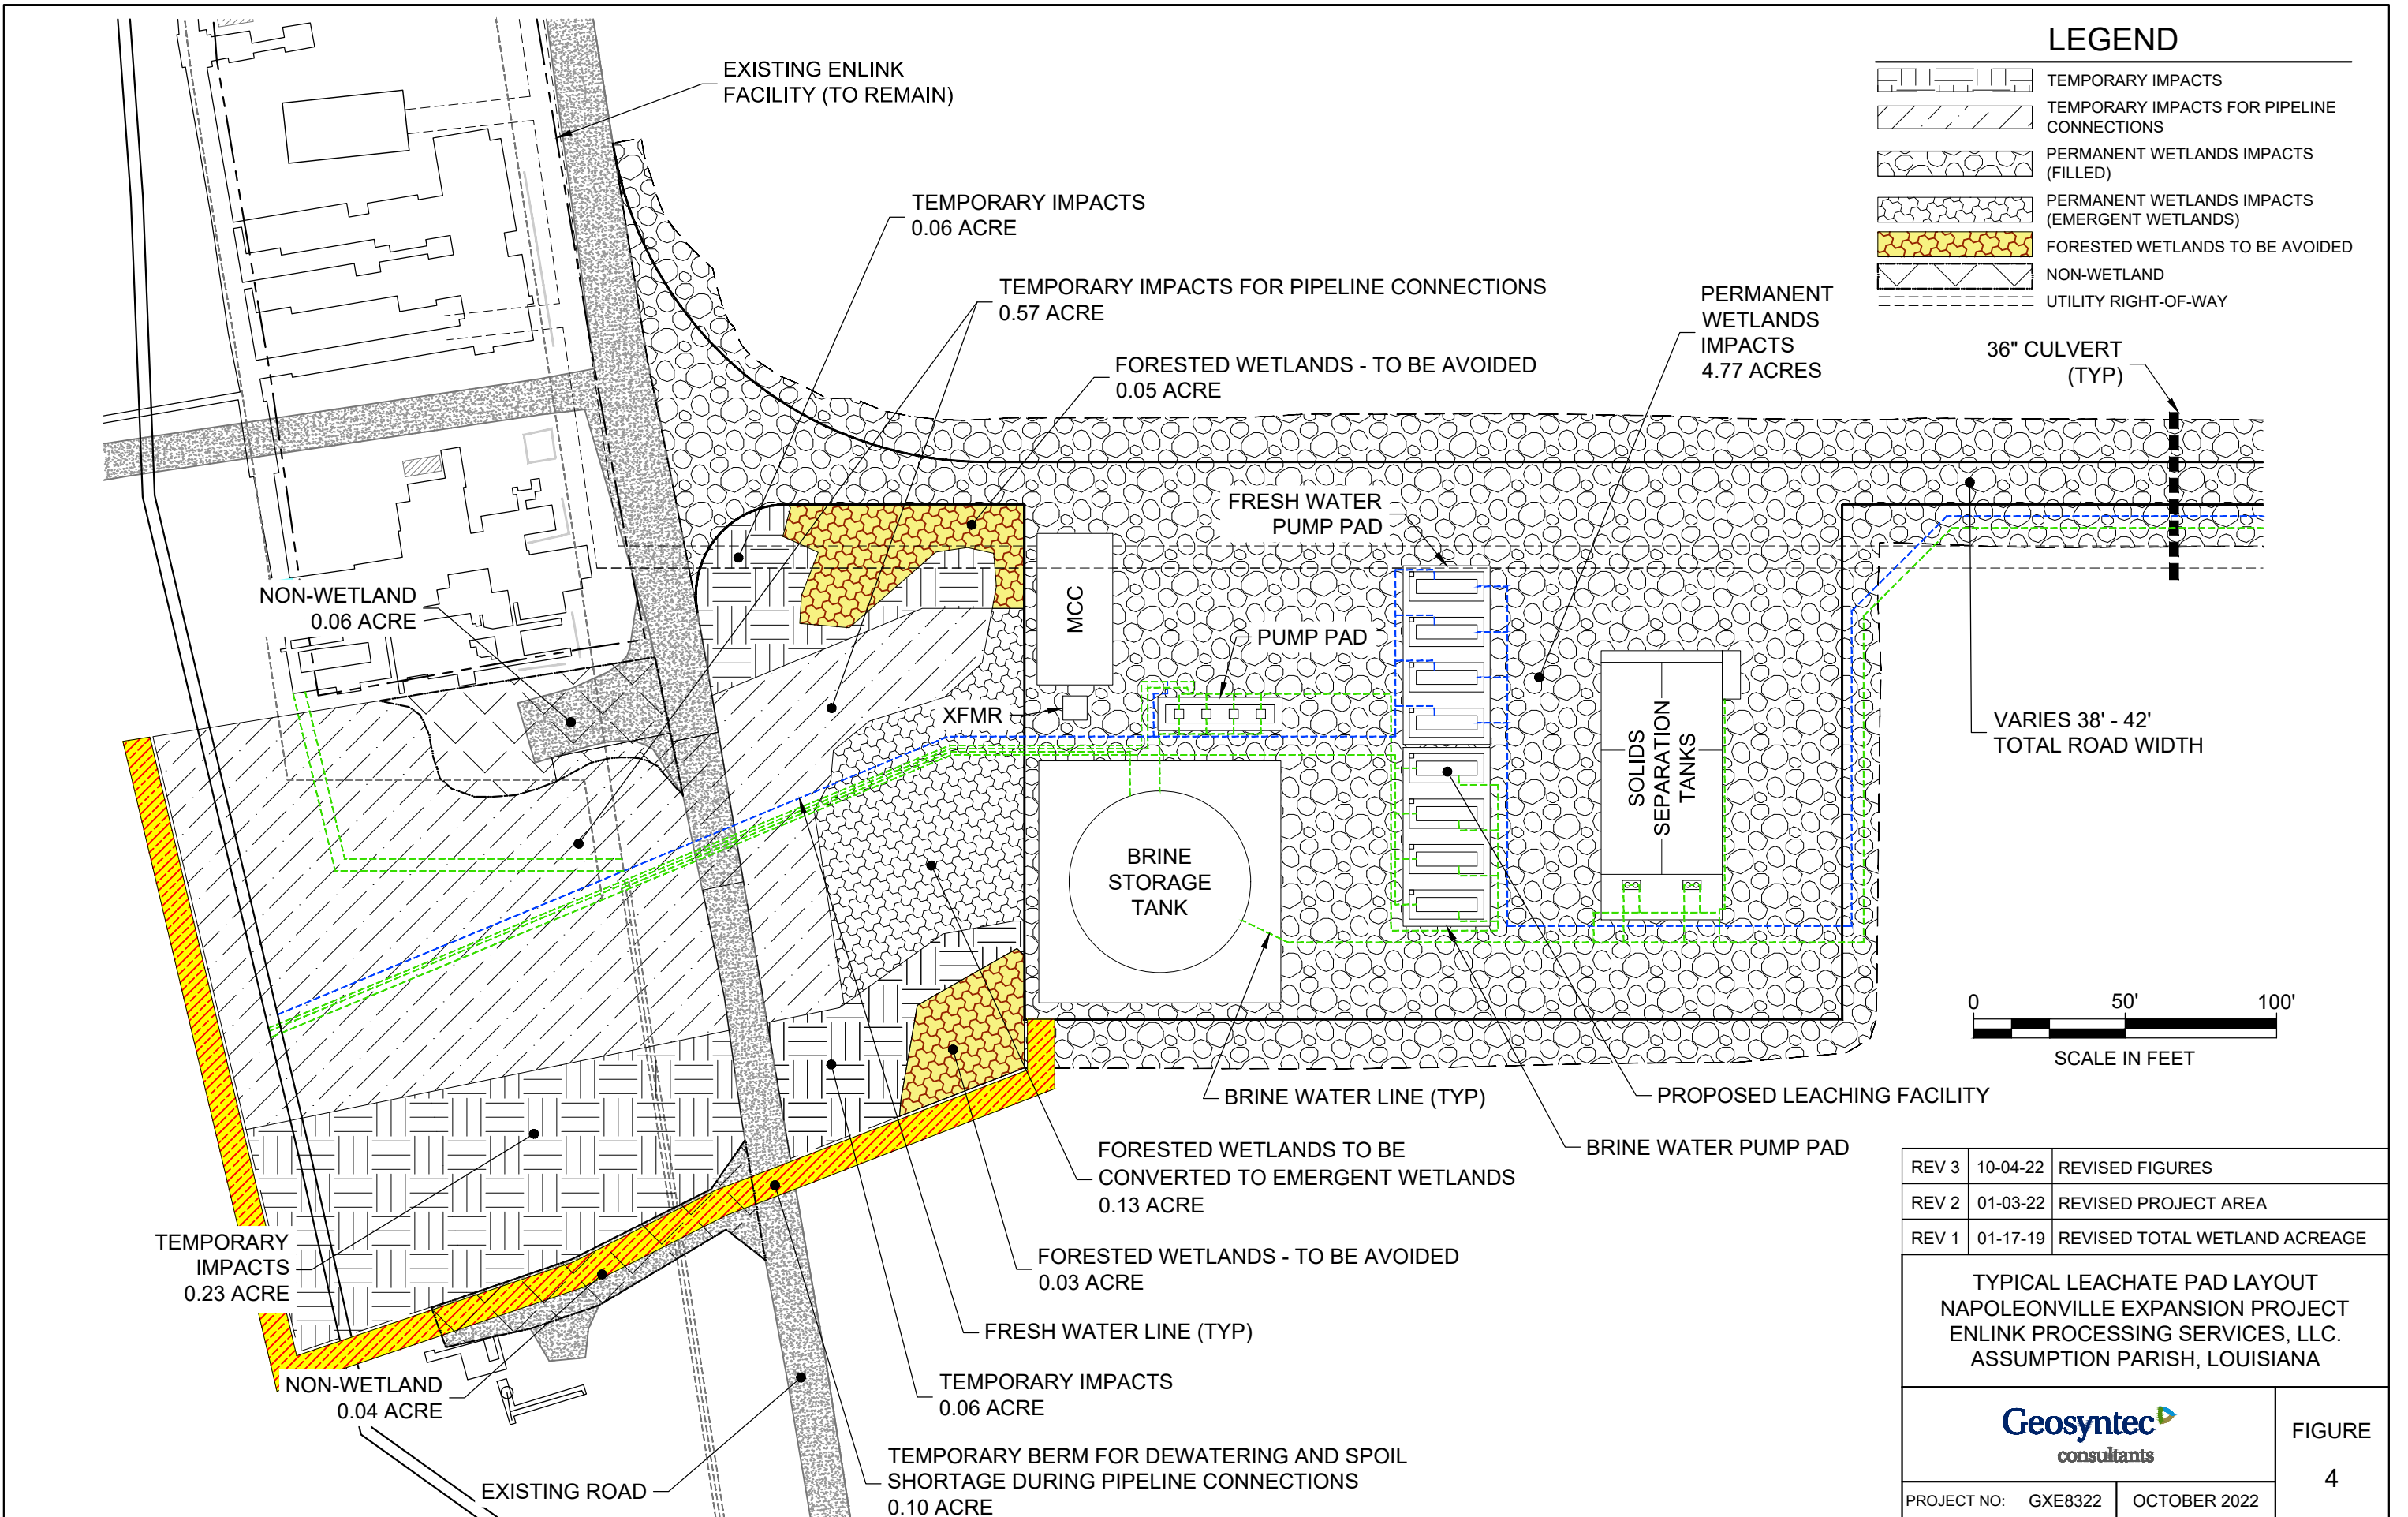 EXISTING ENLINK
FACILITY (TO REMAIN)
TEMPORARY IMPACTS
0.06 ACRE
TEMPORARY IMPACTS FOR PIPELINE CONNECTIONS
0.57 ACRE
FORESTED WETLANDS - TO BE AVOIDED
0.05 ACRE
PERMANENT
WETLANDS
IMPACTS
4.77 ACRES
LEGEND
TEMPORARY IMPACTS
TEMPORARY IMPACTS FOR PIPELINE
CONNECTIONS
PERMANENT WETLANDS IMPACTS
(FILLED)
PERMANENT WETLANDS IMPACTS
(EMERGENT WETLANDS)
FORESTED WETLANDS TO BE AVOIDED
NON-WETLAND
UTILITY RIGHT-OF-WAY
36" CULVERT
(TYP)
FRESH WATER
PUMP PAD
NON-WETLAND
0.06 ACRE
MCC
PUMP PAD
XFMR
SOLIDS
SEPARATION
TANKS
VARIES 38' - 42'
TOTAL ROAD WIDTH
BRINE
STORAGE
TANK
0 50' 100'
SCALE IN FEET
BRINE WATER LINE (TYP)
PROPOSED LEACHING FACILITY
BRINE WATER PUMP PAD
FORESTED WETLANDS TO BE
CONVERTED TO EMERGENT WETLANDS
0.13 ACRE
FORESTED WETLANDS - TO BE AVOIDED
0.03 ACRE
TEMPORARY
IMPACTS
0.23 ACRE
FRESH WATER LINE (TYP)
NON-WETLAND
0.04 ACRE
TEMPORARY IMPACTS
0.06 ACRE
TEMPORARY BERM FOR DEWATERING AND SPOIL
SHORTAGE DURING PIPELINE CONNECTIONS
0.10 ACRE
EXISTING ROAD
REV 3 10-04-22 REVISED FIGURES
REV 2 01-03-22 REVISED PROJECT AREA
REV 1 01-17-19 REVISED TOTAL WETLAND ACREAGE
TYPICAL LEACHATE PAD LAYOUT
NAPOLEONVILLE EXPANSION PROJECT
ENLINK PROCESSING SERVICES, LLC.
ASSUMPTION PARISH, LOUISIANA
Geosyntec
consultants
FIGURE
4
PROJECT NO: GXE8322 OCTOBER 2022